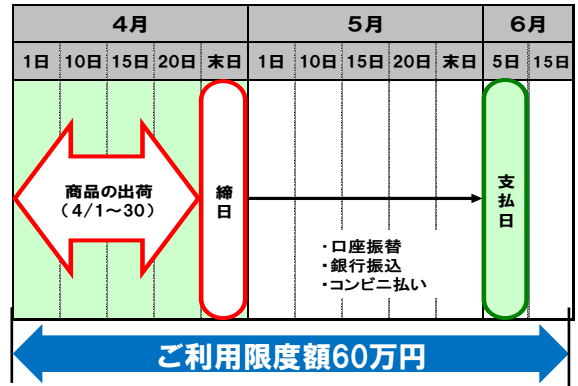 4月 5月 6月
1日 10日 15日 20日 末日 1日 10日 15日 20日 末日 5日 15日
商品の出荷
（4/1～30）
締日
支払日
・口座振替
・銀行振込
・コンビニ払い
ご利用限度額60万円